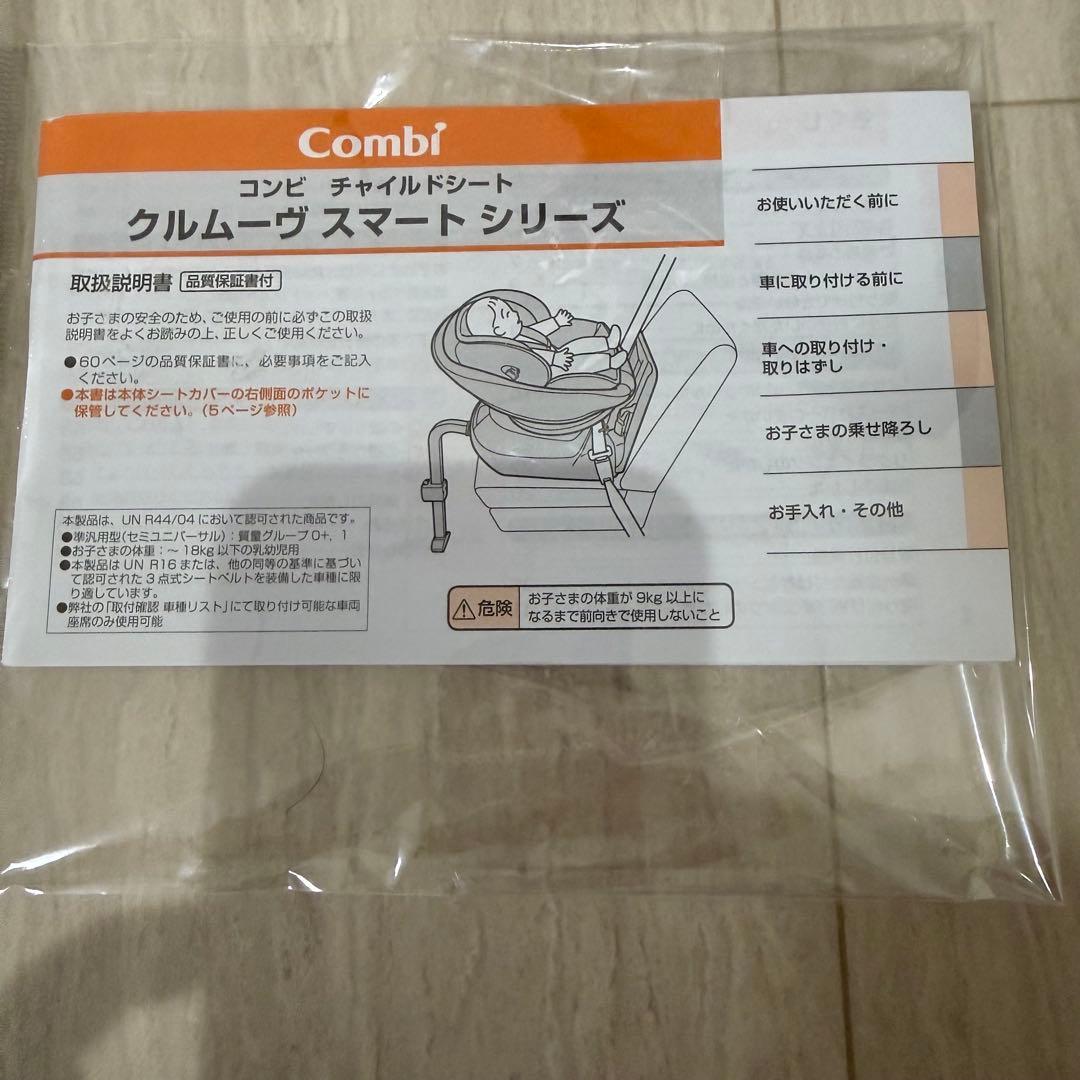 Combi
コンビ チャイルドシート
クルムーヴ スマート シリーズ
取扱説明書 品質保証書付
お子さまの安全のため、ご使用の前に必ずこの取扱
説明書をよくお読みの上、正しくご使用ください。
●60ページの品質保証書に、必要事項をご記入
ください。
●本書は本体シートカバーの右側面のポケットに
保管してください。(5ページ参照)
本製品は、UN R44/04 において認可された商品です。
●準汎用型(セミユニバーサル):質量グループ0+, 1
●お子さまの体重:~ 18kg 以下の乳幼児用
●本製品は UN R16 または、他の同等の基準に基づい
て認可された 3 点式シートベルトを装備した車種に限
り適しています。
●弊社の「取付確認 車種リスト」にて取り付け可能な車両
座席のみ使用可能
危険
お子さまの体重が 9kg 以上に
なるまで前向きで使用しないこと
お使いいただく前に
車に取り付ける前に
車への取り付け・
取りはずし
お子さまの乗せ降ろし
お手入れ・その他